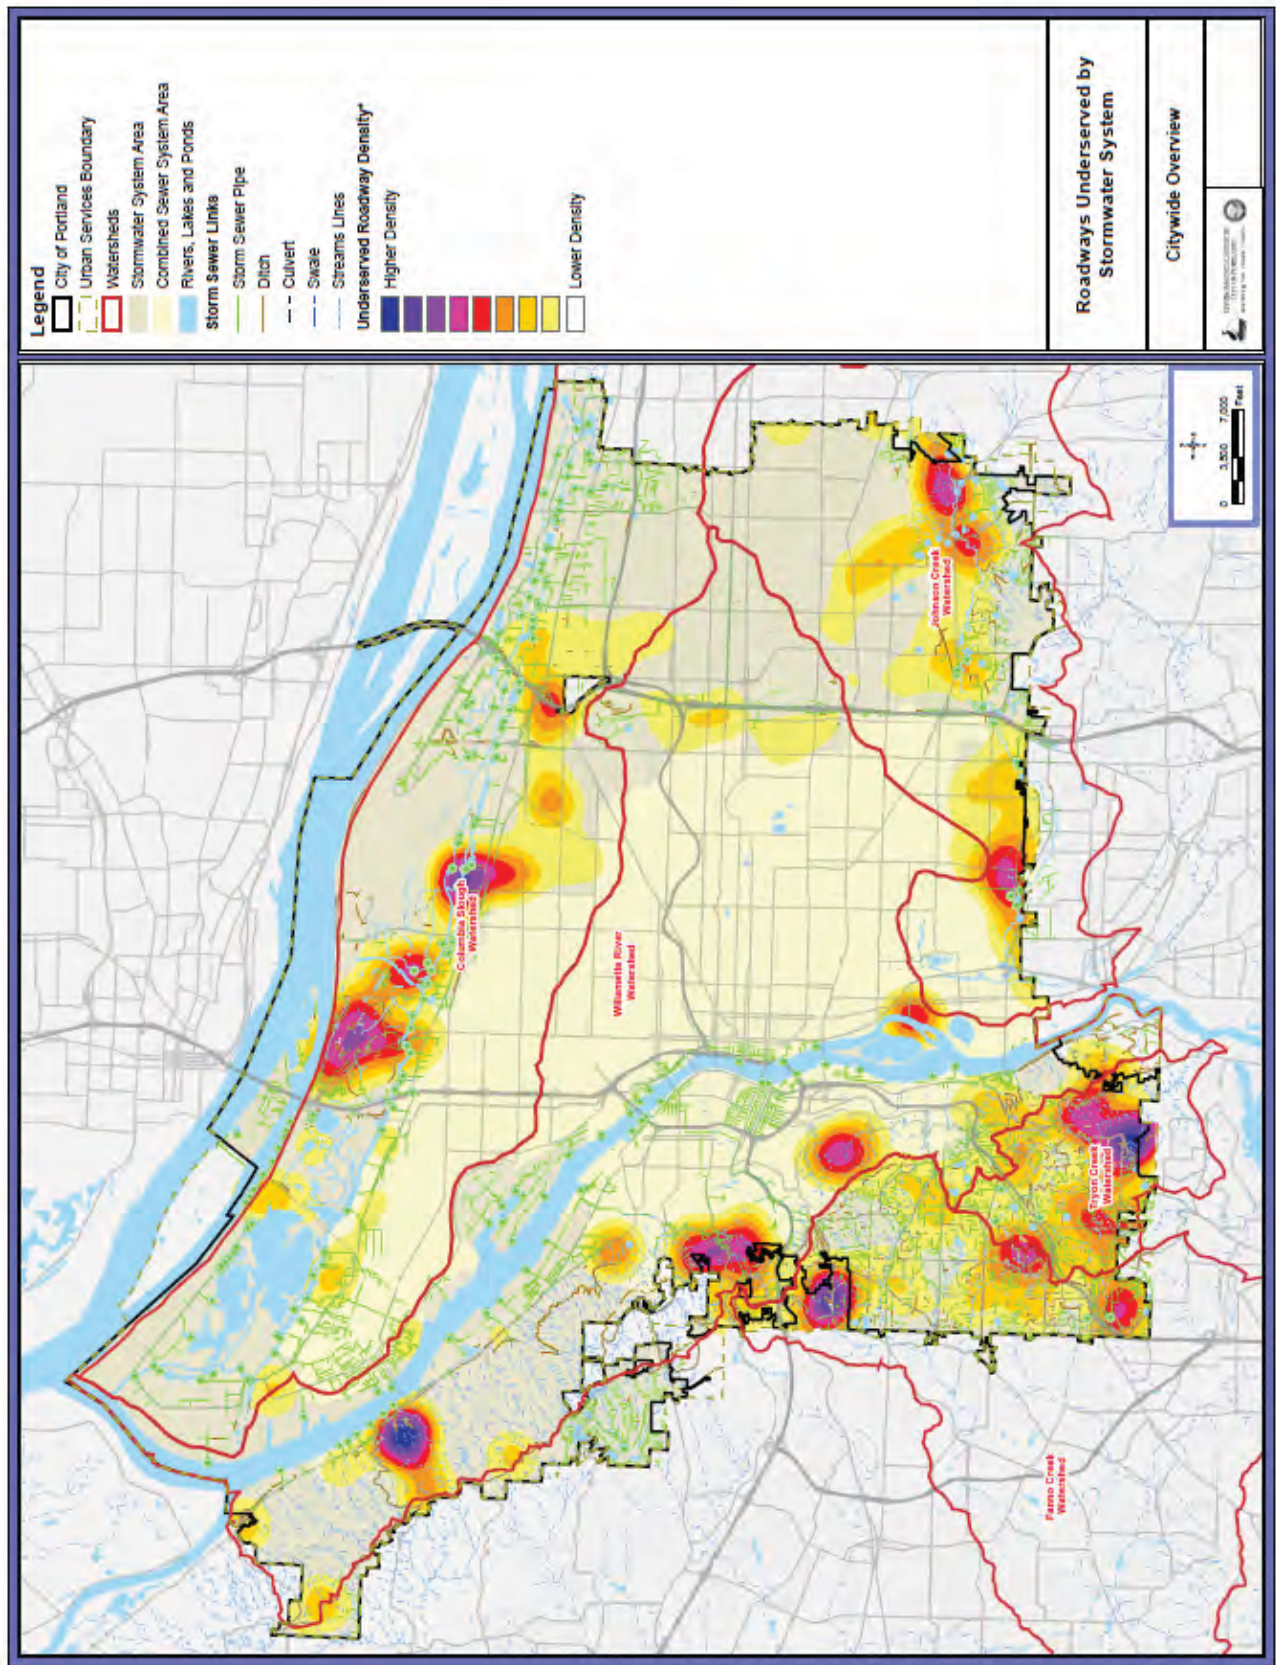 Legend
City of Portland
Urban Services Boundary
Watersheds
Stormwater System Area
Combined Sewer System Area
Rivers, Lakes and Ponds
Storm Sewer Links
Storm Sewer Pipe
Ditch
Culvert
Swale
Streams Lines
Underserved Roadway Density*
Higher Density
Lower Density
Roadways Underserved by
Stormwater System
Citywide Overview
Columbia Slough
Watershed
Willamette River
Watershed
Johnson Creek
Watershed
Tryon Creek
Watershed
Fanno Creek
Watershed
0 3,500 7,000
Feet